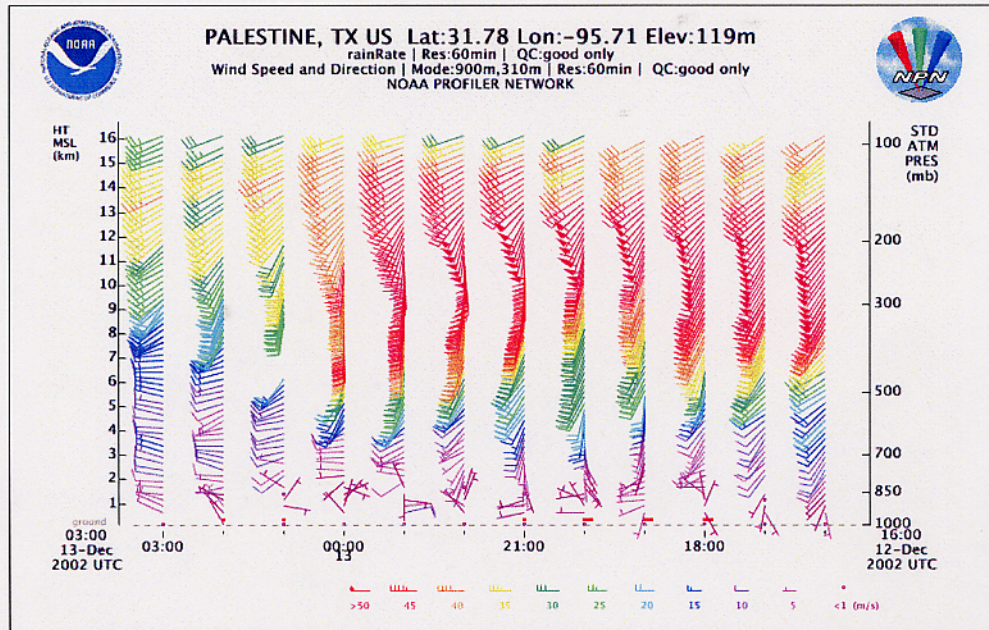 PALESTINE, TX US Lat:31.78 Lon:-95.71 Elev:119m
rainRate | Res:60min | QC:good only
Wind Speed and Direction | Mode:900m,310m | Res:60min | QC:good only
NOAA PROFILER NETWORK
NOAA
NPN
HT
MSL
(km)
STD
ATM
PRES
(mb)
16
15
14
13
12
11
10
9
8
7
6
5
4
3
2
1
ground
100
200
300
500
700
850
1000
03:00
13-Dec
2002 UTC
03:00
00:00
13
21:00
18:00
16:00
12-Dec
2002 UTC
>50 45 40 35 30 25 20 15 10 5 <1 (m/s)